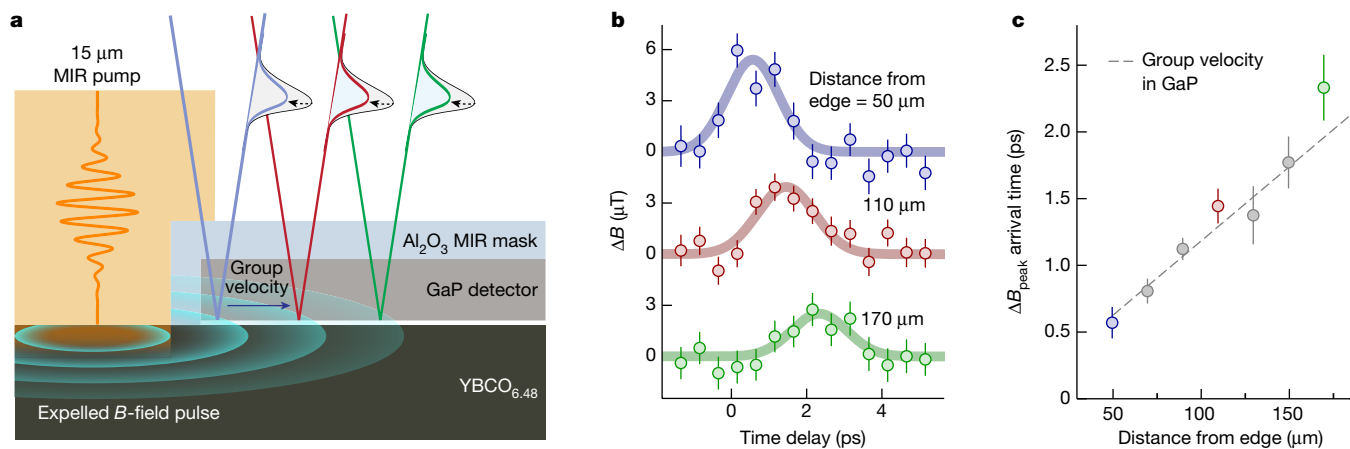 a
15 μm
MIR pump
Al₂O₃ MIR mask
Group
velocity
GaP detector
YBCO₆.₄₈
Expelled B-field pulse
b
6
3
0
3
0
3
0
ΔB (μT)
Distance from
edge = 50 μm
110 μm
170 μm
0
2
4
Time delay (ps)
c
2.5
2.0
1.5
1.0
0.5
0
ΔBpeak arrival time (ps)
Group velocity
in GaP
50
100
150
Distance from edge (μm)